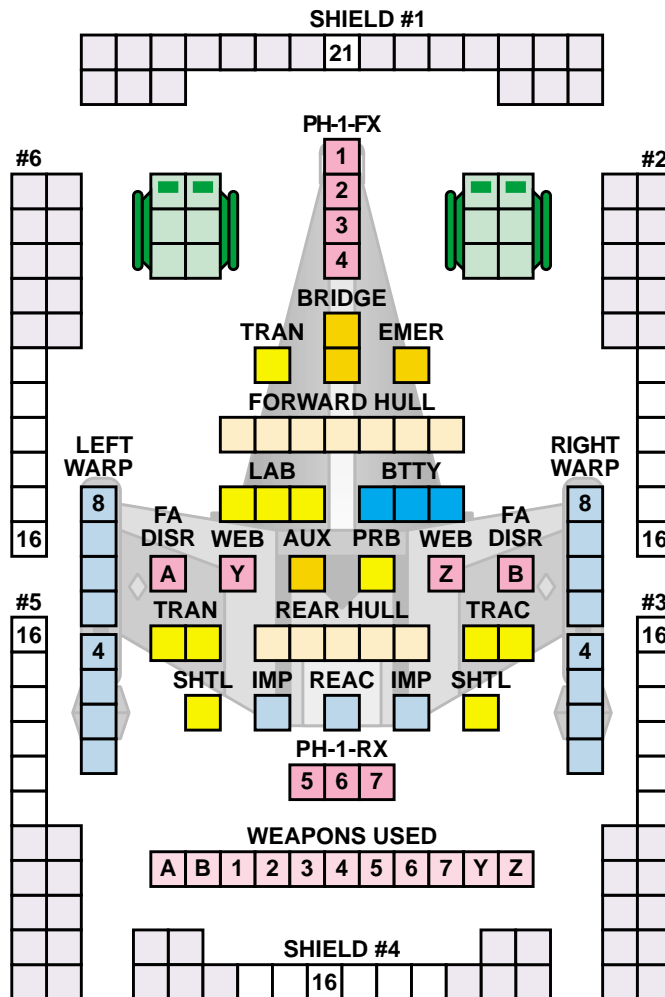 SHIELD #1
21
PH-1-FX
#6
#2
1
2
3
4
BRIDGE
TRAN EMER
FORWARD HULL
LEFT WARP
RIGHT WARP
LAB BTTY
8 8
FA DISR WEB AUX PRB WEB FA DISR
16 16
A Y Z B
#5 #3
TRAN REAR HULL TRAC
16 16
4 4
SHTL IMP REAC IMP SHTL
PH-1-RX
5 6 7
WEAPONS USED
A B 1 2 3 4 5 6 7 Y Z
SHIELD #4
16